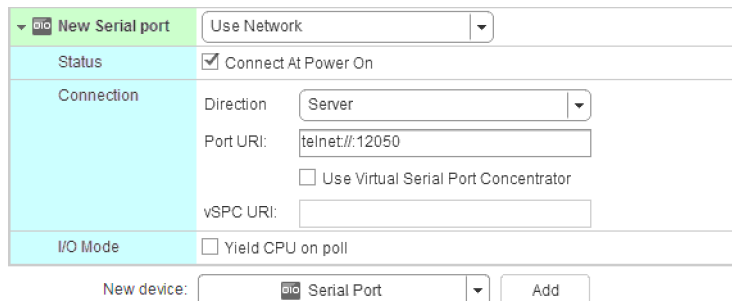 New Serial port Use Network
Status Connect At Power On
Connection Direction Server
Port URI: telnet://:12050
Use Virtual Serial Port Concentrator
vSPC URI:
I/O Mode Yield CPU on poll
New device: Serial Port Add